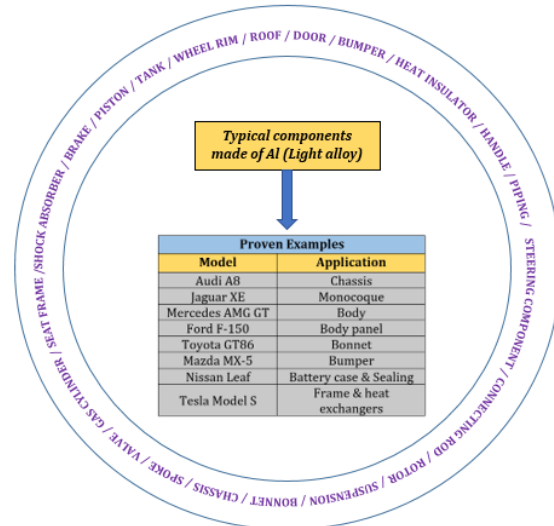 SEAT FRAME /SHOCK ABSORBER / BRAKE / PISTON / TANK / WHEEL RIM / ROOF / DOOR / BUMPER / HEAT INSULATOR / HANDLE / PIPING / STEERING COMPONENT / CONNECTING ROD / ROTOR / SUSPENSION / BONNET / CHASSIS / SPOKE / VALVE / GAS CYLINDER /
Typical components
made of Al (Light alloy)
Proven Examples
Model Application
Audi A8 Chassis
Jaguar XE Monocoque
Mercedes AMG GT Body
Ford F-150 Body panel
Toyota GT86 Bonnet
Mazda MX-5 Bumper
Nissan Leaf Battery case & Sealing
Tesla Model S Frame & heat
exchangers